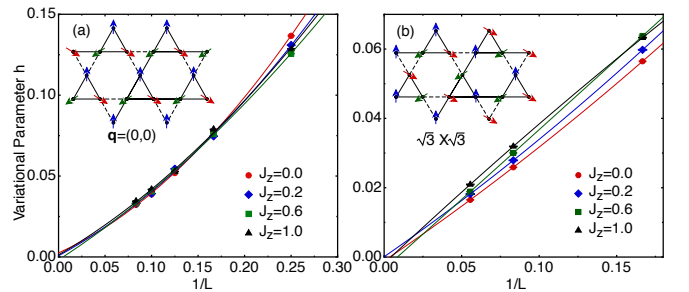 (a)
(b)
Variational Parameter h
0.15
0.10
0.05
0.00
q=(0,0)
J_z=0.0
J_z=0.2
J_z=0.6
J_z=1.0
0.00 0.05 0.10 0.15 0.20 0.25 0.30
1/L
0.06
0.04
0.02
0.00
√3 X√3
J_z=0.0
J_z=0.2
J_z=0.6
J_z=1.0
0.00 0.05 0.10 0.15
1/L